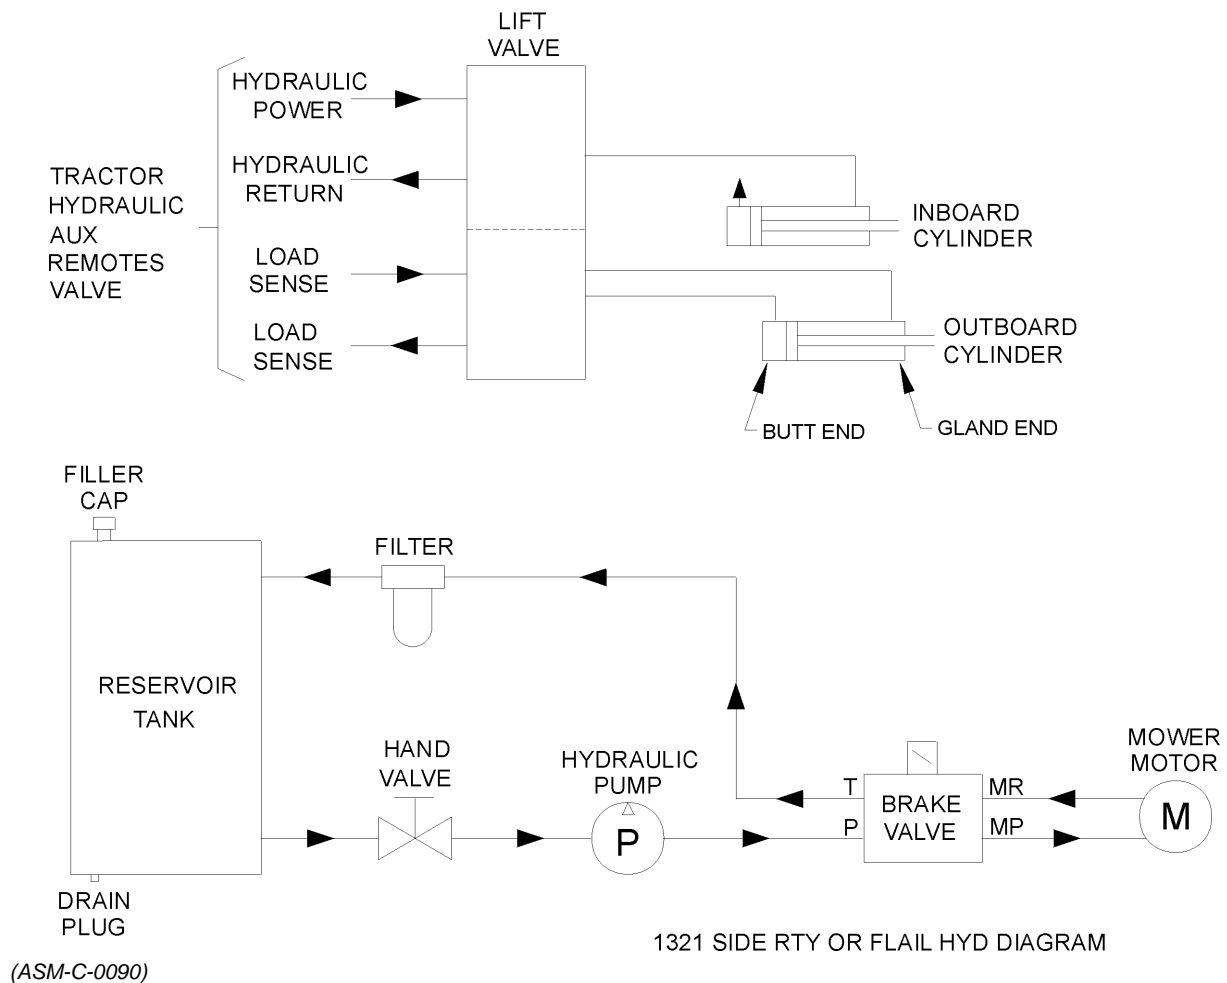 LIFT
VALVE
HYDRAULIC
POWER
HYDRAULIC
RETURN
TRACTOR
HYDRAULIC
AUX
REMOTES
VALVE
LOAD
SENSE
LOAD
SENSE
INBOARD
CYLINDER
OUTBOARD
CYLINDER
BUTT END
GLAND END
FILLER
CAP
FILTER
RESERVOIR
TANK
HAND
VALVE
HYDRAULIC
PUMP
P
T
P
BRAKE
VALVE
MR
MP
MOWER
MOTOR
M
DRAIN
PLUG
1321 SIDE RTY OR FLAIL HYD DIAGRAM
(ASM-C-0090)